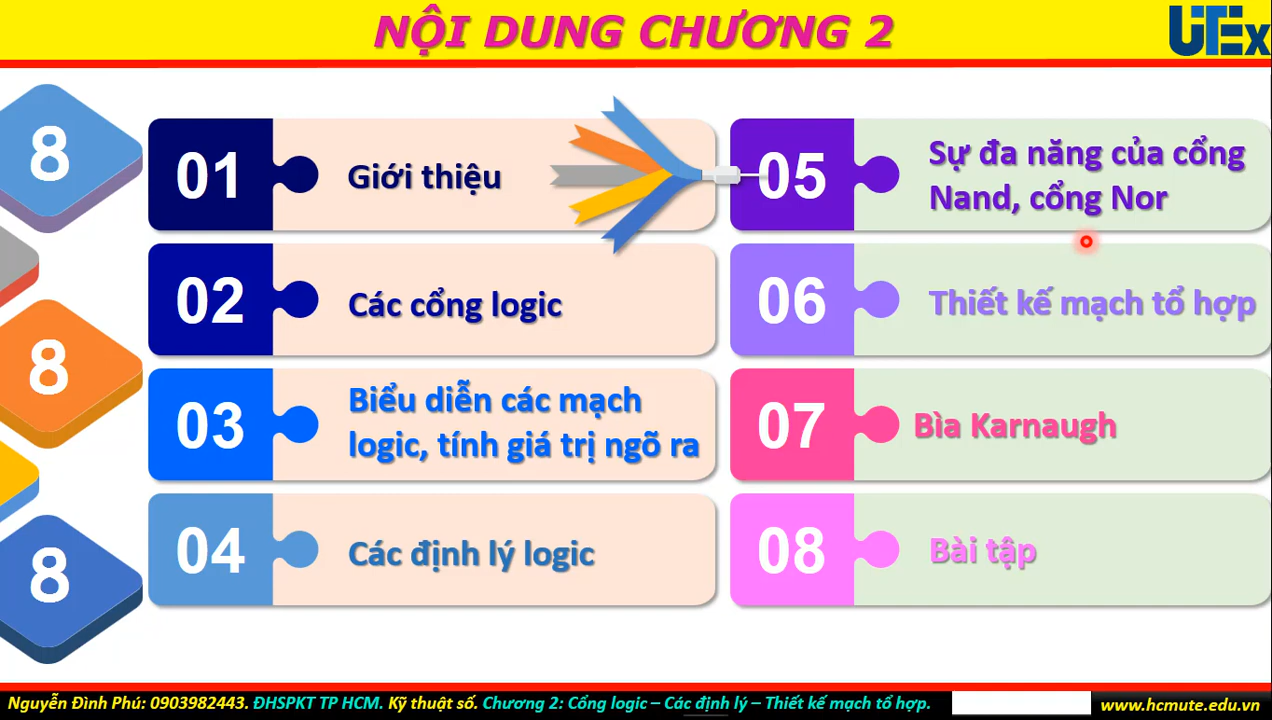 NỘI DUNG CHƯƠNG 2
UTEx
8
8
8
01
Giới thiệu
02
Các cổng logic
03
Biểu diễn các mạch
logic, tính giá trị ngõ ra
04
Các định lý logic
05
Sự đa năng của cổng
Nand, cổng Nor
06
Thiết kế mạch tổ hợp
07
Bìa Karnaugh
08
Bài tập
Nguyễn Đình Phú: 0903982443. ĐHSPKT TP HCM. Kỹ thuật số. Chương 2: Cổng logic – Các định lý – Thiết kế mạch tổ hợp.
www.hcmute.edu.vn